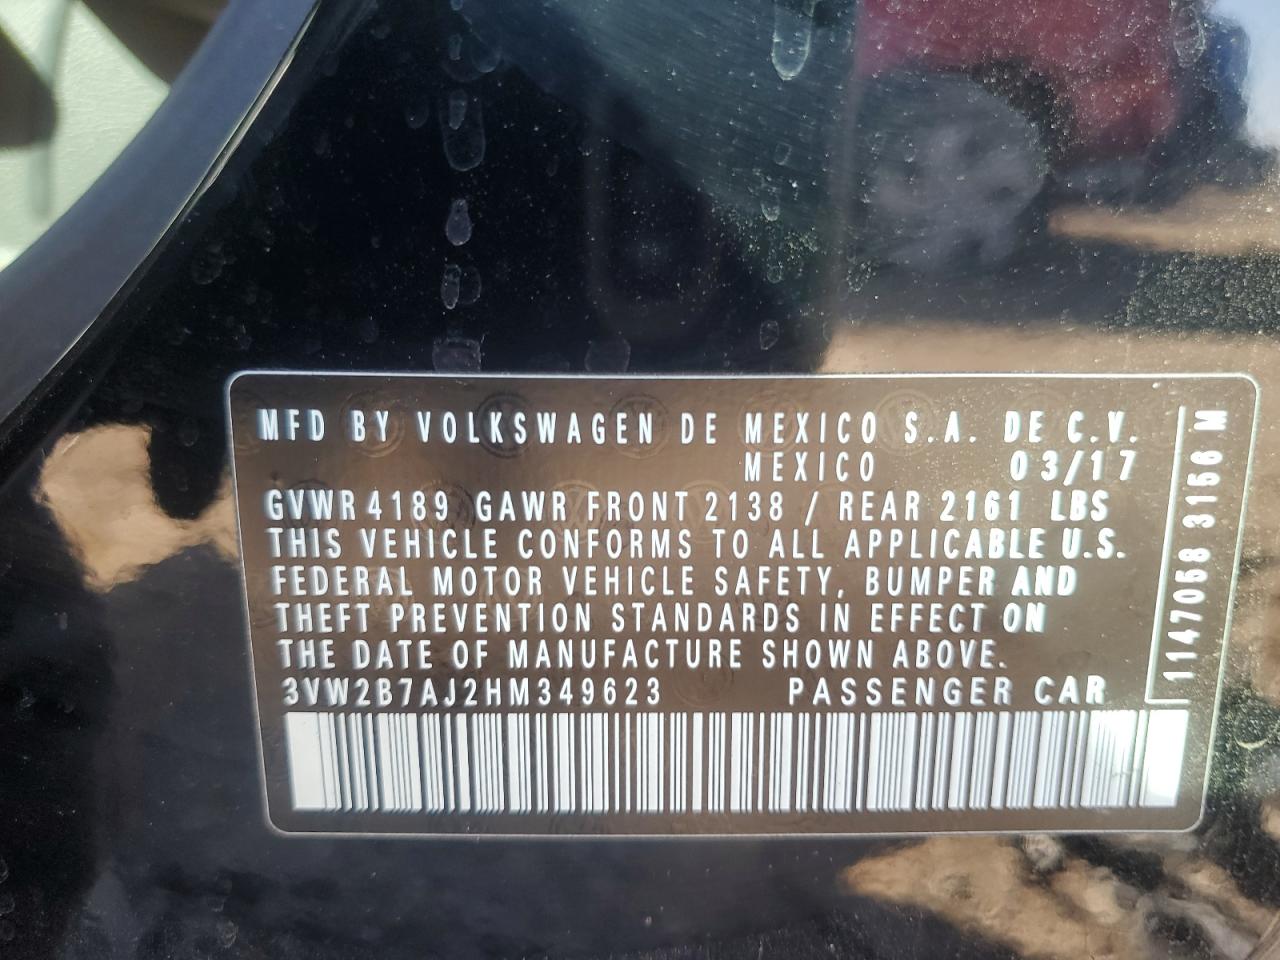 MFD BY VOLKSWAGEN DE MEXICO S.A. DE C.V.
MEXICO 03/17
GVWR 4189 GAWR FRONT 2138 / REAR 2161 LBS
THIS VEHICLE CONFORMS TO ALL APPLICABLE U.S.
FEDERAL MOTOR VEHICLE SAFETY, BUMPER AND
THEFT PREVENTION STANDARDS IN EFFECT ON
THE DATE OF MANUFACTURE SHOWN ABOVE.
3VW2B7AJ2HM349623 PASSENGER CAR
1147058 3156 M